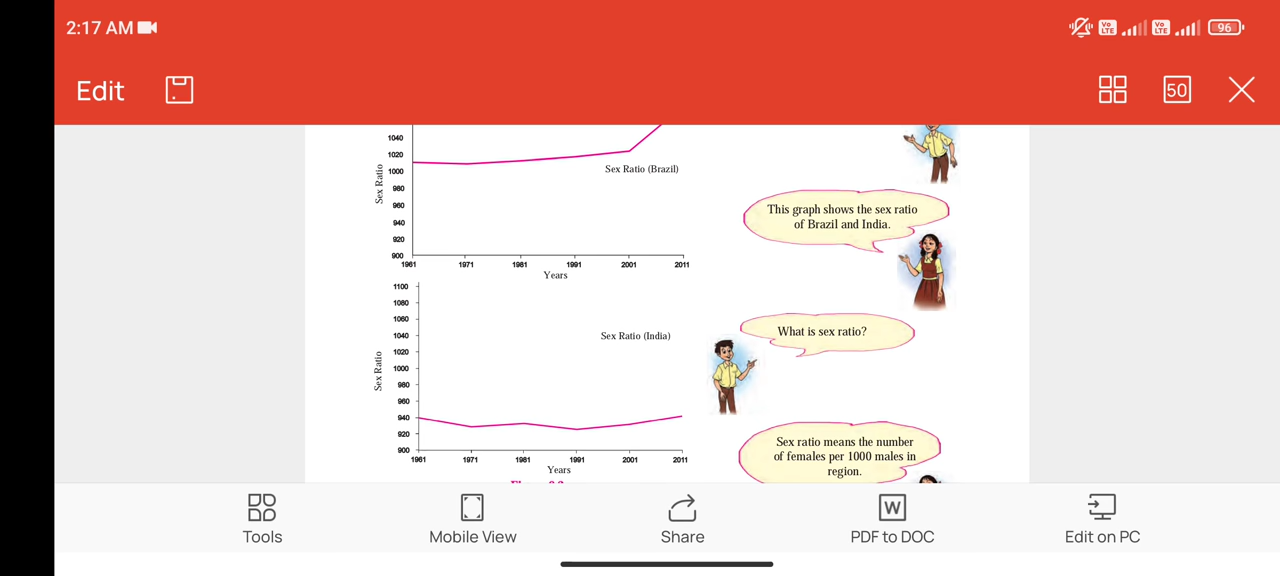 2:17 AM
Vo LTE Vo LTE 96
Edit
50
1040
1020
1000
980
960
940
920
900
Sex Ratio
Sex Ratio (Brazil)
1961 1971 1981 1991 2001 2011
Years
This graph shows the sex ratio
of Brazil and India.
1100
1080
1060
1040
1020
1000
980
960
940
920
900
Sex Ratio
Sex Ratio (India)
1961 1971 1981 1991 2001 2011
Years
What is sex ratio?
Sex ratio means the number
of females per 1000 males in
region.
Tools
Mobile View
Share
W
PDF to DOC
Edit on PC